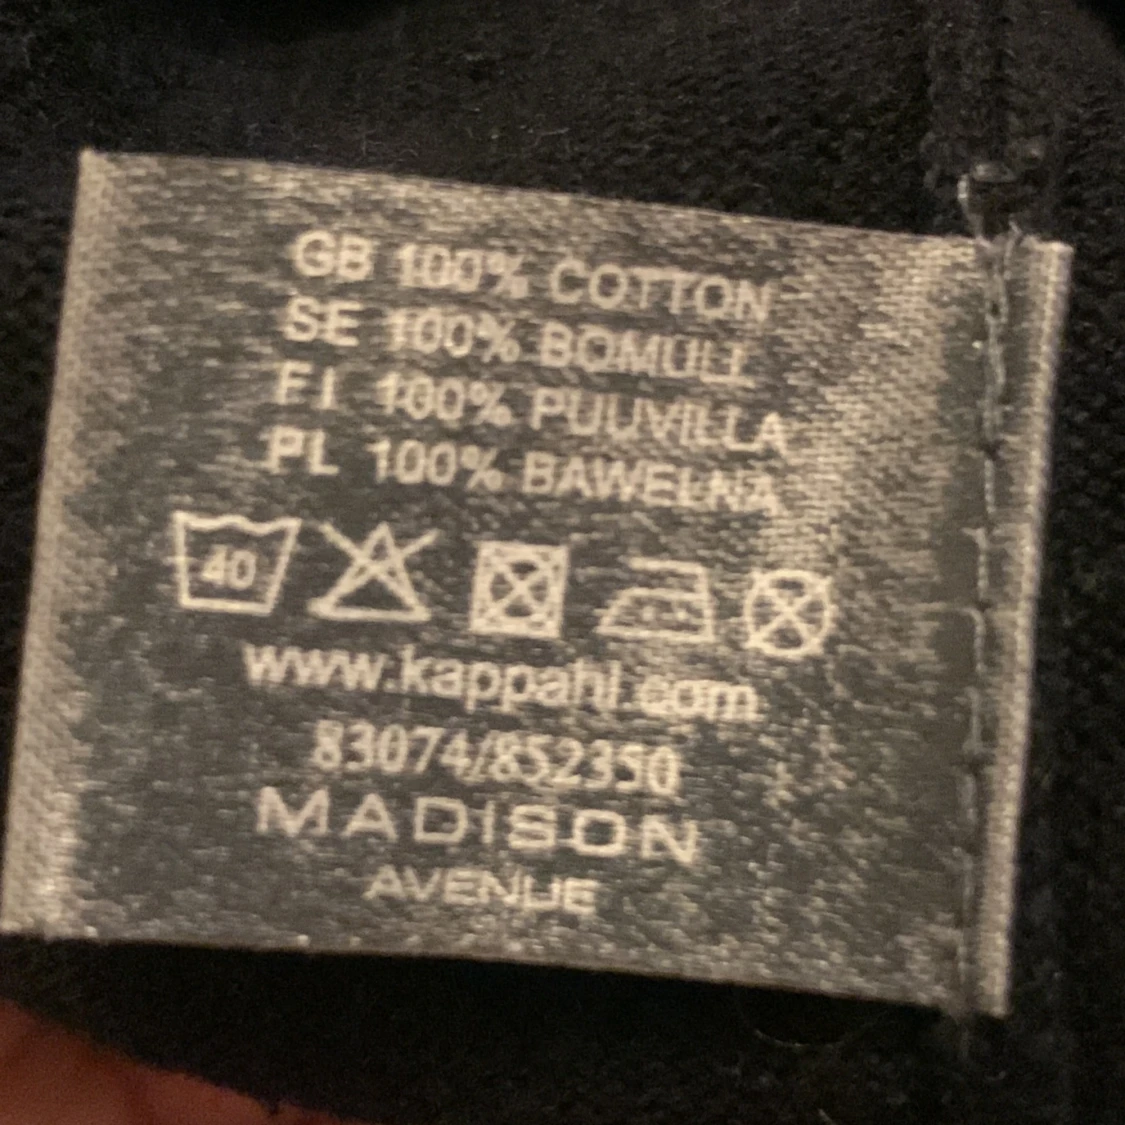 GB 100% COTTON
SE 100% BOMULL
FI 100% PUUVILLA
PL 100% BAWEŁNA
40
www.kappahl.com
83074/852350
MADISON
AVENUE